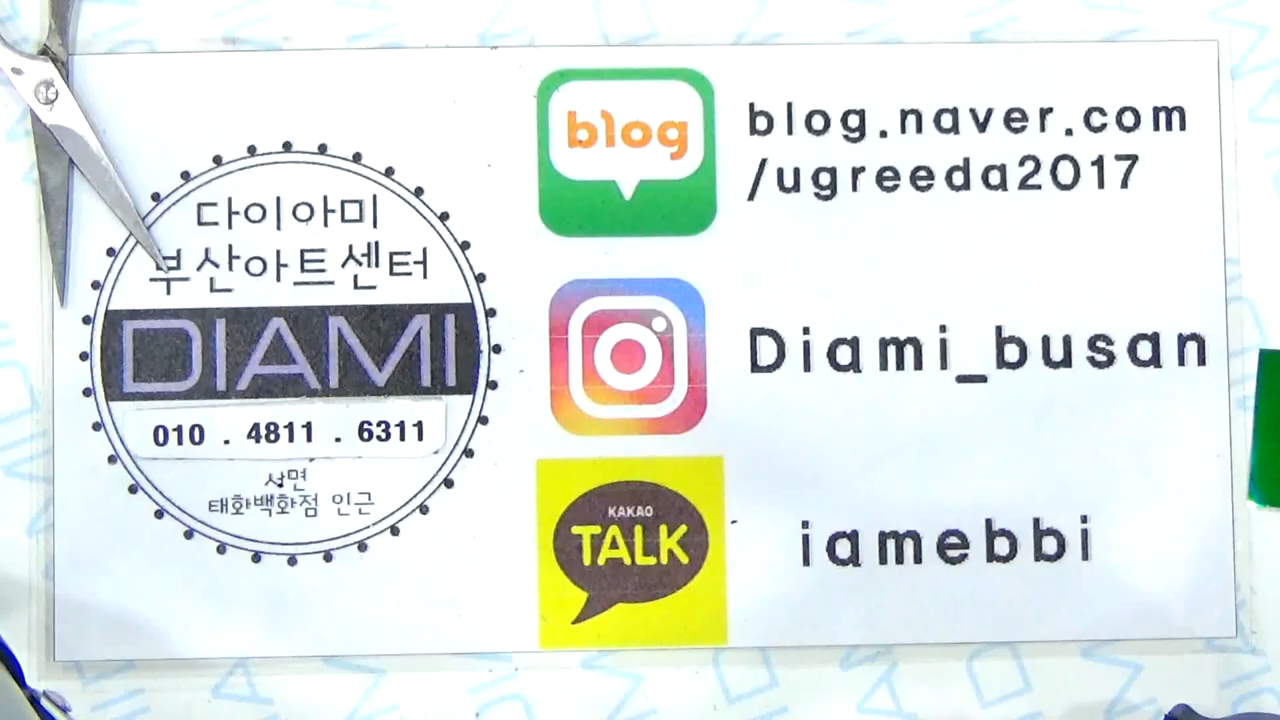 다이아미
부산아트센터
DIAMI
010 . 4811 . 6311
서면
태화백화점 인근
blog
blog.naver.com
/ugreeda2017
Diami_busan
KAKAO
TALK
iamebbi